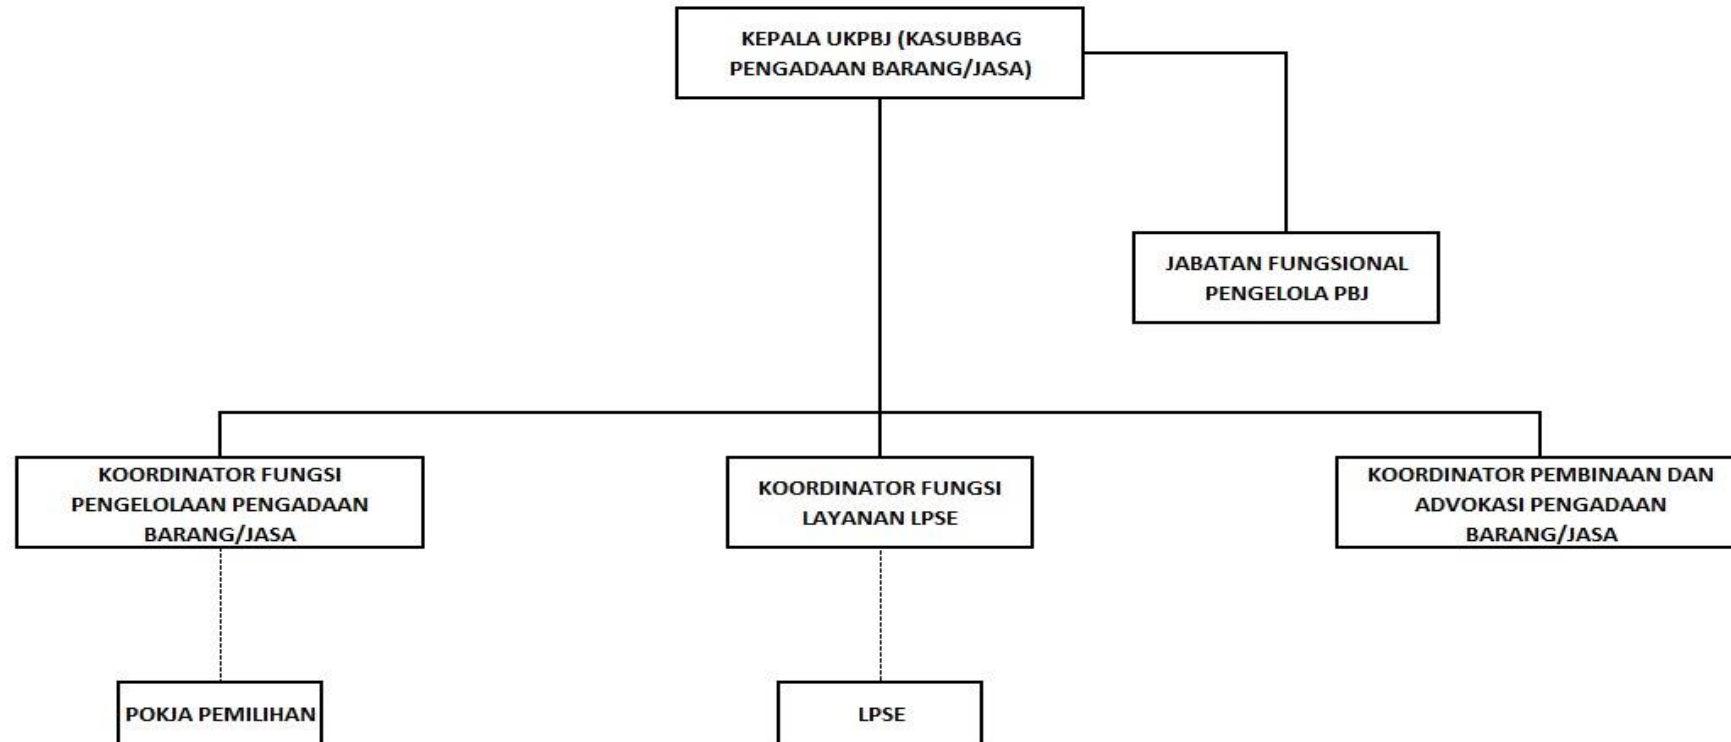 KEPALA UKPBJ (KASUBBAG
PENGADAAN BARANG/JASA)
JABATAN FUNGSIONAL
PENGELOLA PBJ
KOORDINATOR FUNGSI
PENGELOLAAN PENGADAAN
BARANG/JASA
KOORDINATOR FUNGSI
LAYANAN LPSE
KOORDINATOR PEMBINAAN DAN
ADVOKASI PENGADAAN
BARANG/JASA
POKJA PEMILIHAN
LPSE